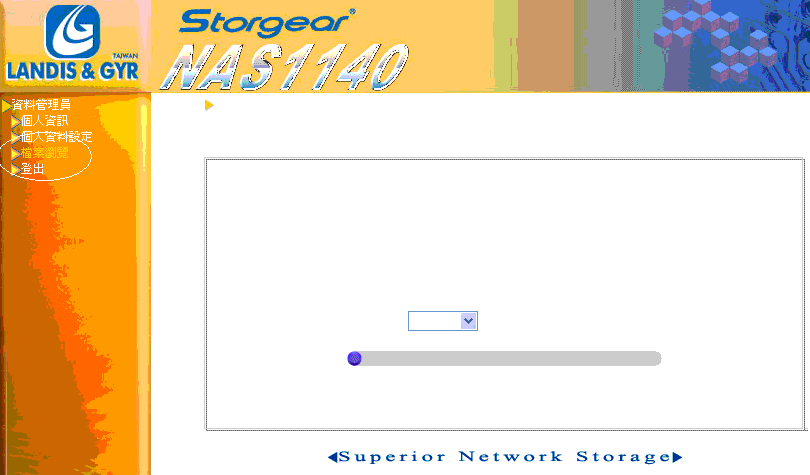 Storgear®
NAS1140
TAIWAN
LANDIS & GYR
資料管理員
個人資訊
個人資料設定
檔案瀏覽
登出
Superior Network Storage